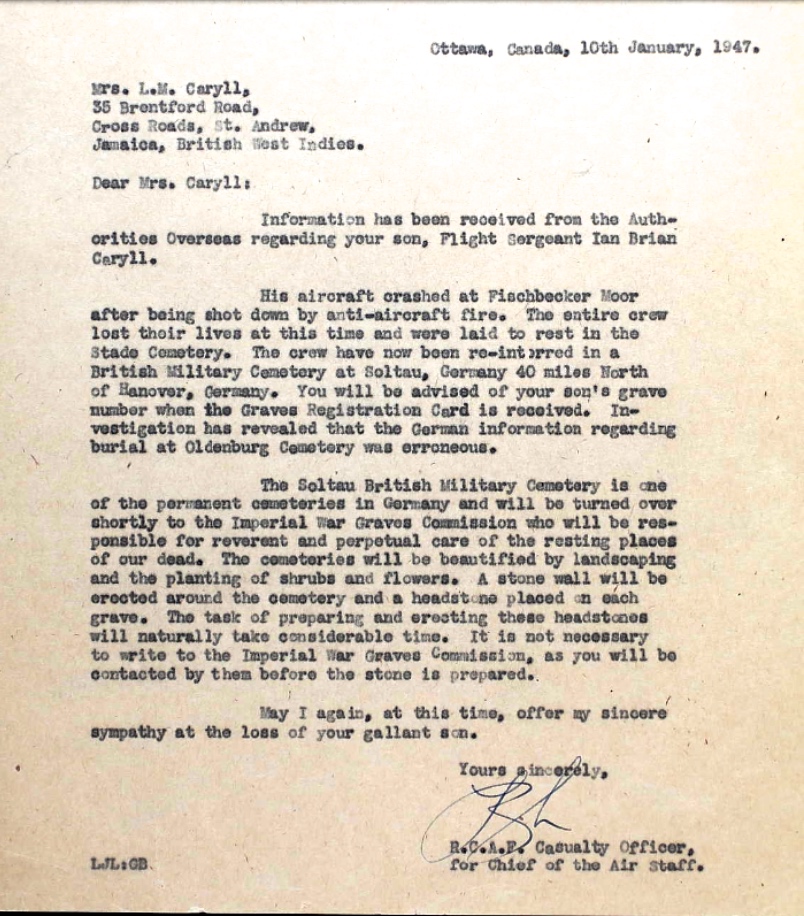 Ottawa, Canada, 10th January, 1947.
Mrs. L.M. Caryll,
35 Brentford Road,
Cross Roads, St. Andrew,
Jamaica, British West Indies.
Dear Mrs. Caryll:
Information has been received from the Auth-
orities Overseas regarding your son, Flight Sergeant Ian Brian
Caryll.
His aircraft crashed at Fischbecker Moor
after being shot down by anti-aircraft fire. The entire crew
lost their lives at this time and were laid to rest in the
Stade Cemetery. The crew have now been re-interred in a
British Military Cemetery at Soltau, Germany 40 miles North
of Hanover, Germany. You will be advised of your son's grave
number when the Graves Registration Card is received. In-
vestigation has revealed that the German information regarding
burial at Oldenburg Cemetery was erroneous.
The Soltau British Military Cemetery is one
of the permanent cemeteries in Germany and will be turned over
shortly to the Imperial War Graves Commission who will be res-
ponsible for reverent and perpetual care of the resting places
of our dead. The cemeteries will be beautified by landscaping
and the planting of shrubs and flowers. A stone wall will be
erected around the cemetery and a headstone placed on each
grave. The task of preparing and erecting these headstones
will naturally take considerable time. It is not necessary
to write to the Imperial War Graves Commission, as you will be
contacted by them before the stone is prepared.
May I again, at this time, offer my sincere
sympathy at the loss of your gallant son.
Yours sincerely,
R.C.A.F. Casualty Officer,
for Chief of the Air Staff.
LJL:GB